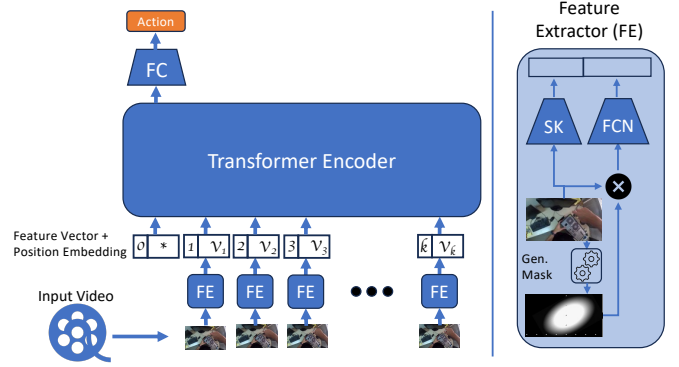 Action
FC
Transformer Encoder
Feature Vector +
Position Embedding
0 *
1 V₁
2 V₂
3 V₃
k Vₖ
Input Video
FE
FE
FE
FE
Feature
Extractor (FE)
SK
FCN
×
Gen.
Mask